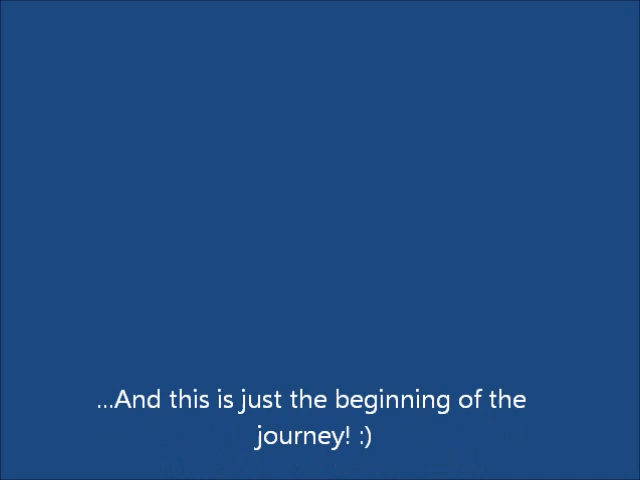 ...And this is just the beginning of the
journey! :)